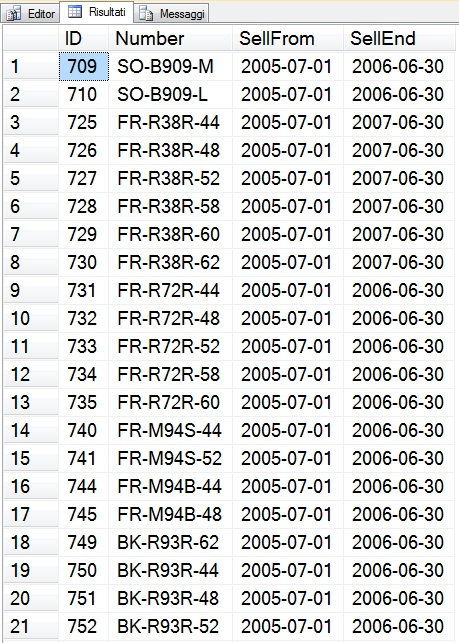 Editor Risultati Messaggi
ID Number SellFrom SellEnd
1 709 SO-B909-M 2005-07-01 2006-06-30
2 710 SO-B909-L 2005-07-01 2006-06-30
3 725 FR-R38R-44 2005-07-01 2007-06-30
4 726 FR-R38R-48 2005-07-01 2007-06-30
5 727 FR-R38R-52 2005-07-01 2007-06-30
6 728 FR-R38R-58 2005-07-01 2007-06-30
7 729 FR-R38R-60 2005-07-01 2007-06-30
8 730 FR-R38R-62 2005-07-01 2007-06-30
9 731 FR-R72R-44 2005-07-01 2006-06-30
10 732 FR-R72R-48 2005-07-01 2006-06-30
11 733 FR-R72R-52 2005-07-01 2006-06-30
12 734 FR-R72R-58 2005-07-01 2006-06-30
13 735 FR-R72R-60 2005-07-01 2006-06-30
14 740 FR-M94S-44 2005-07-01 2006-06-30
15 741 FR-M94S-52 2005-07-01 2006-06-30
16 744 FR-M94B-44 2005-07-01 2006-06-30
17 745 FR-M94B-48 2005-07-01 2006-06-30
18 749 BK-R93R-62 2005-07-01 2006-06-30
19 750 BK-R93R-44 2005-07-01 2006-06-30
20 751 BK-R93R-48 2005-07-01 2006-06-30
21 752 BK-R93R-52 2005-07-01 2006-06-30